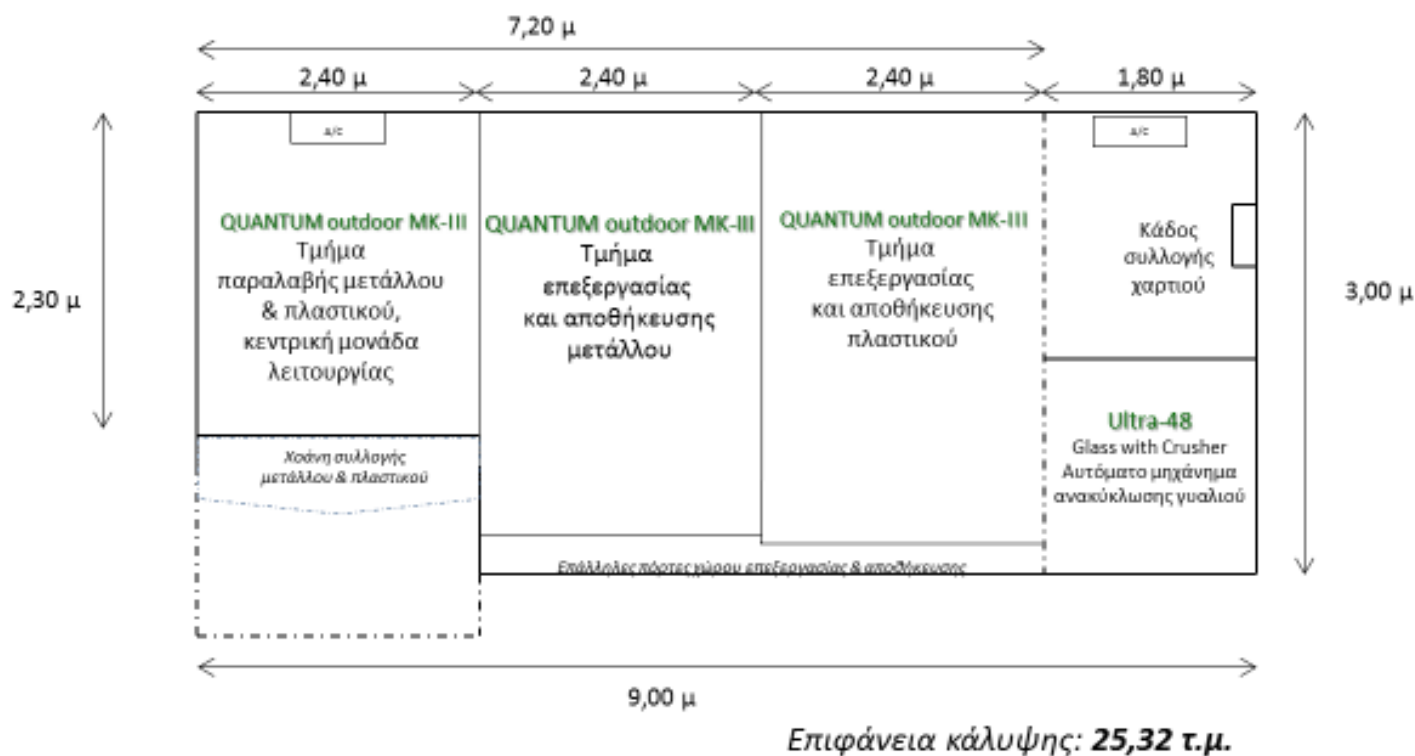 7,20 μ
2,40 μ
2,40 μ
2,40 μ
1,80 μ
A/C
A/C
QUANTUM outdoor MK-III
Τμήμα
παραλαβής μετάλλου
& πλαστικού,
κεντρική μονάδα
λειτουργίας
QUANTUM outdoor MK-III
Τμήμα
επεξεργασίας
και αποθήκευσης
μετάλλου
QUANTUM outdoor MK-III
Τμήμα
επεξεργασίας
και αποθήκευσης
πλαστικού
Κάδος
συλλογής
χαρτιού
2,30 μ
3,00 μ
Ultra-48
Glass with Crusher
Αυτόματο μηχάνημα
ανακύκλωσης γυαλιού
Χοάνη συλλογής
μετάλλου & πλαστικού
Επάλληλες πόρτες χώρου επεξεργασίας & αποθήκευσης
9,00 μ
Επιφάνεια κάλυψης: 25,32 τ.μ.